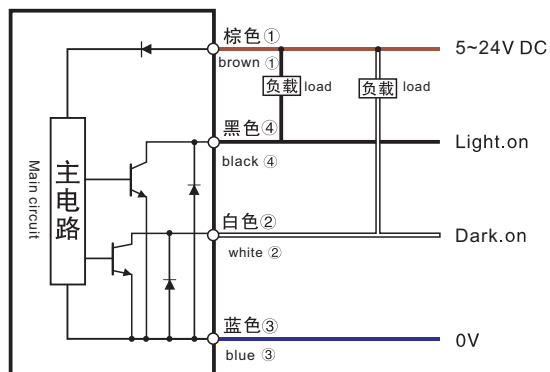 棕色①
5~24V DC
brown ①
负载 load
负载 load
黑色④
Light.on
black ④
主电路
Main circuit
白色②
Dark.on
white ②
蓝色③
0V
blue ③